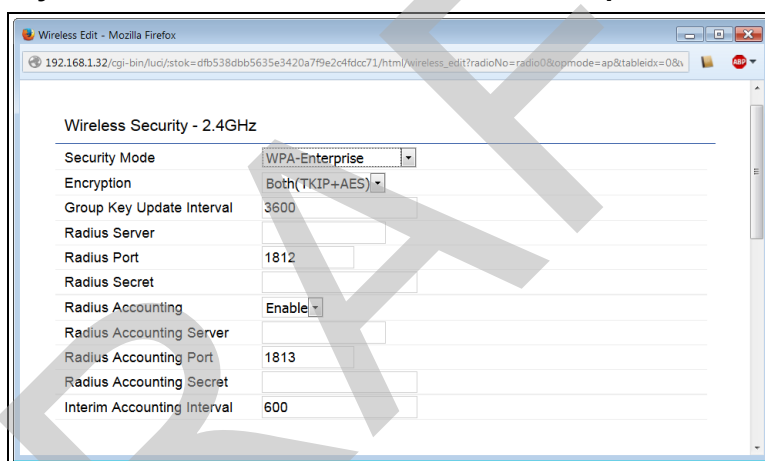 Wireless Edit - Mozilla Firefox
192.168.1.32/cgi-bin/luci/;stok=dfb538dbb5635e3420a7f9e2c4fdcc71/html/wireless_edit?radioNo=radio0&opmode=ap&tableidx=0&
ABP
Wireless Security - 2.4GHz
Security Mode WPA-Enterprise
Encryption Both(TKIP+AES)
Group Key Update Interval 3600
Radius Server
Radius Port 1812
Radius Secret
Radius Accounting Enable
Radius Accounting Server
Radius Accounting Port 1813
Radius Accounting Secret
Interim Accounting Interval 600